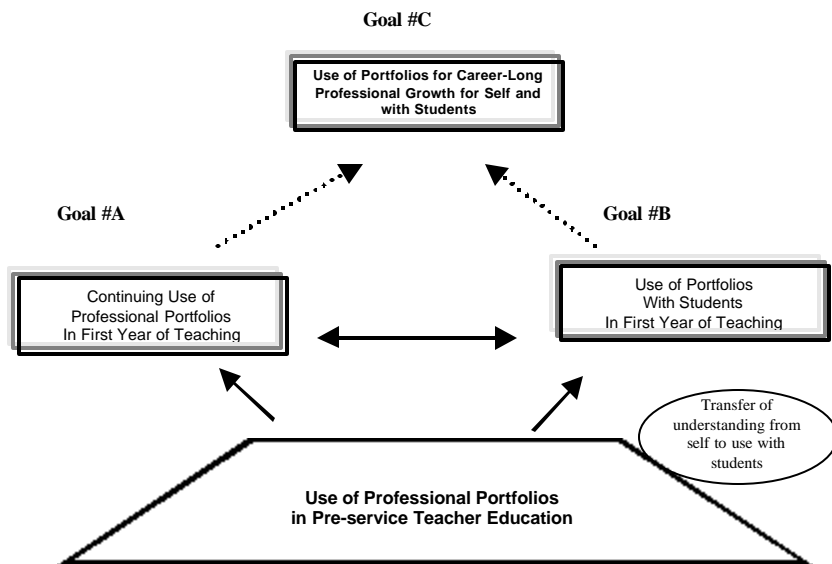 Goal #C
Use of Portfolios for Career-Long
Professional Growth for Self and
with Students
Goal #A
Goal #B
Continuing Use of
Professional Portfolios
In First Year of Teaching
Use of Portfolios
With Students
In First Year of Teaching
Transfer of
understanding from
self to use with
students
Use of Professional Portfolios
in Pre-service Teacher Education